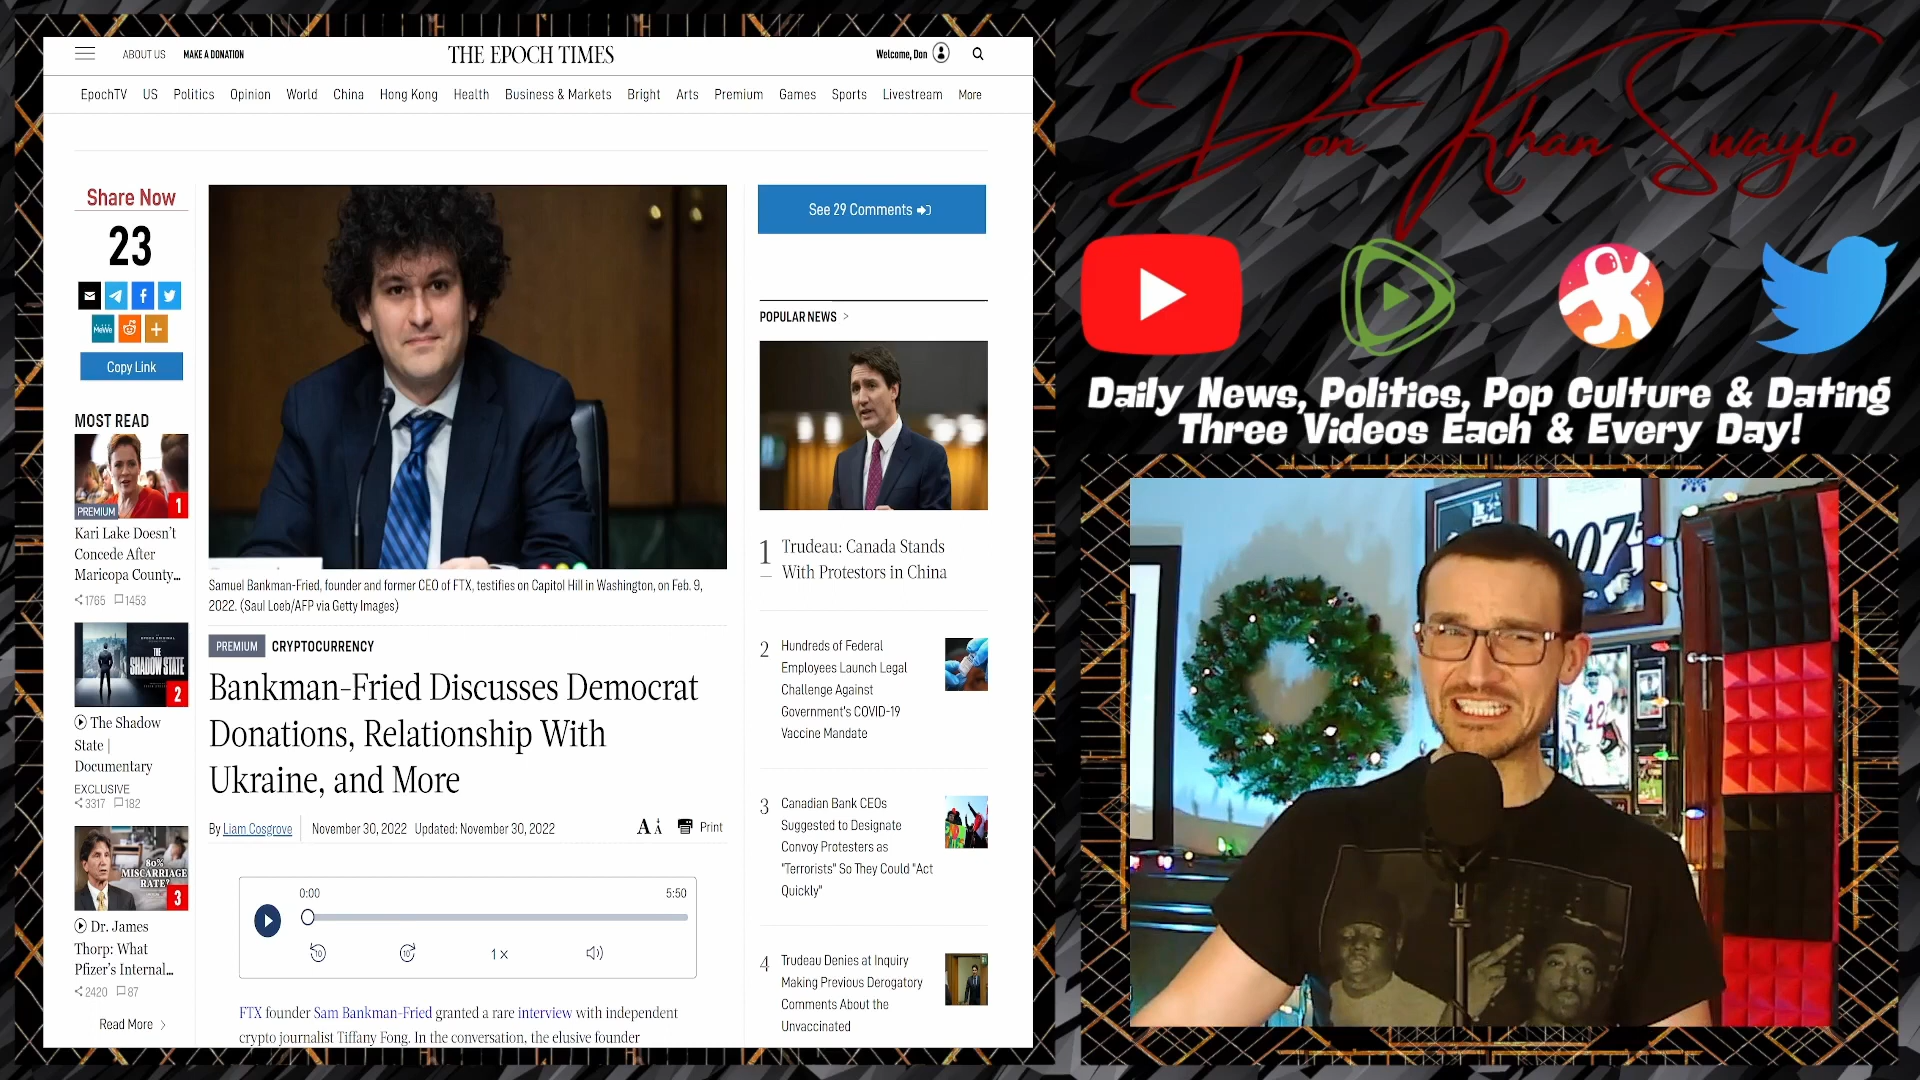 ABOUT US
MAKE A DONATION
THE EPOCH TIMES
Welcome, Don
EpochTV US Politics Opinion World China Hong Kong Health Business & Markets Bright Arts Premium Games Sports Livestream More
Share Now
23
MeWe
Copy Link
MOST READ
PREMIUM
1
Kari Lake Doesn't
Concede After
Maricopa County...
1765 1453
THE
SHADOW STATE
2
The Shadow
State |
Documentary
EXCLUSIVE
3317 182
80%
MISCARRIAGE
RATE?
3
Dr. James
Thorp: What
Pfizer's Internal...
2420 87
Read More >
Samuel Bankman-Fried, founder and former CEO of FTX, testifies on Capitol Hill in Washington, on Feb. 9,
2022. (Saul Loeb/AFP via Getty Images)
PREMIUM CRYPTOCURRENCY
Bankman-Fried Discusses Democrat
Donations, Relationship With
Ukraine, and More
By Liam Cosgrove November 30, 2022 Updated: November 30, 2022
A A Print
0:00 5:50
10 10 1 x
FTX founder Sam Bankman-Fried granted a rare interview with independent
crypto journalist Tiffany Fong. In the conversation, the elusive founder
See 29 Comments
POPULAR NEWS >
1 Trudeau: Canada Stands
With Protestors in China
2 Hundreds of Federal
Employees Launch Legal
Challenge Against
Government's COVID-19
Vaccine Mandate
3 Canadian Bank CEOs
Suggested to Designate
Convoy Protesters as
"Terrorists" So They Could "Act
Quickly"
4 Trudeau Denies at Inquiry
Making Previous Derogatory
Comments About the
Unvaccinated
Don Khan Swaylo
Daily News, Politics, Pop Culture & Dating
Three Videos Each & Every Day!
007
42